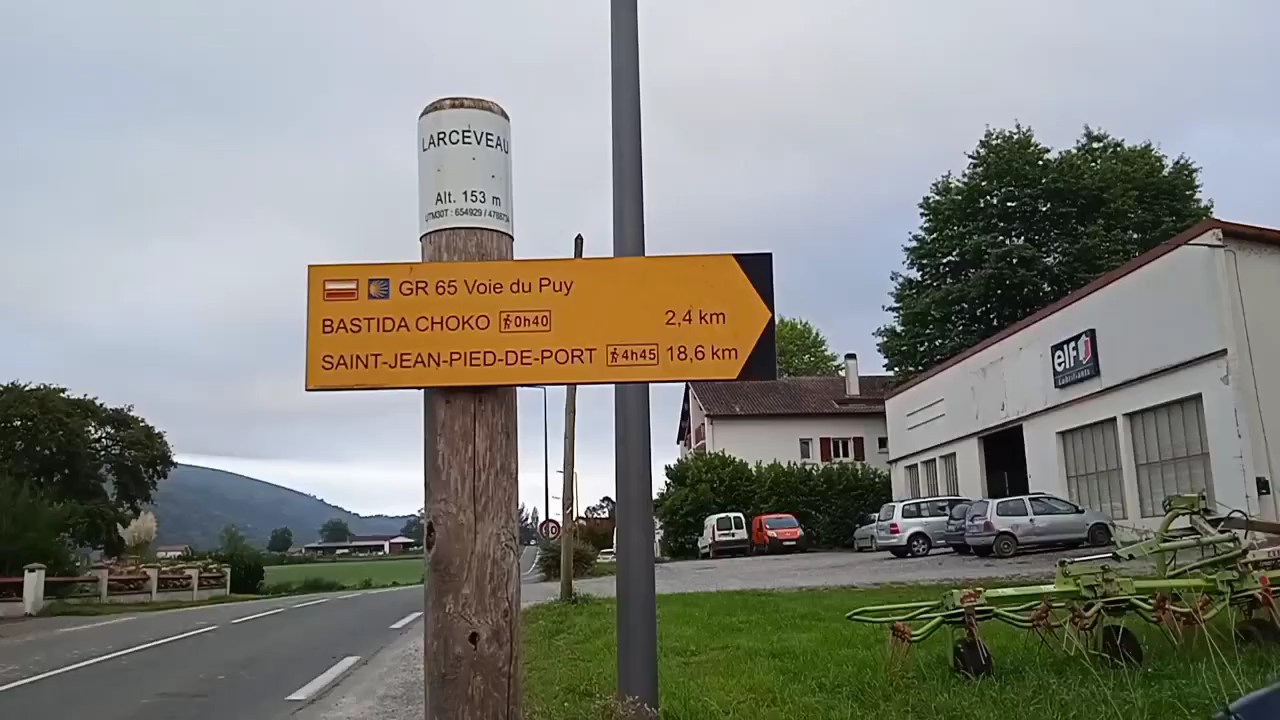 LARCEVEAU
Alt. 153 m
GR 65 Voie du Puy
BASTIDA CHOKO 0h40 2,4 km
SAINT-JEAN-PIED-DE-PORT 4h45 18,6 km
elf
Lubrifiants